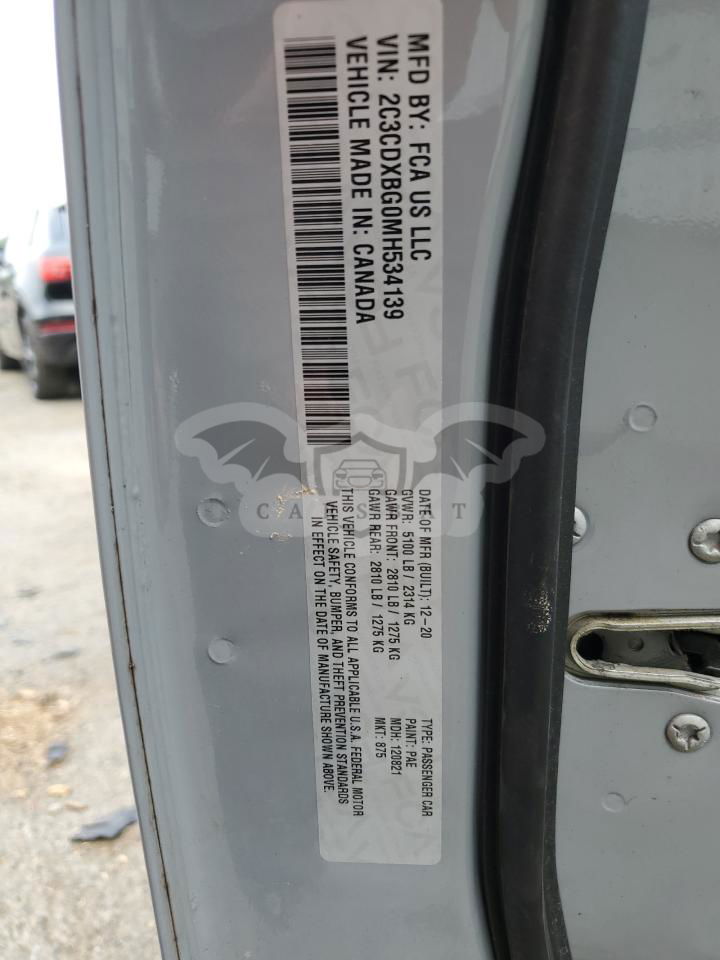 MFD BY: FCA US LLC
VIN: 2C3CDXBG0MH534139
VEHICLE MADE IN: CANADA
DATE OF MFR (BUILT): 12-20
GVWR: 5100 LB / 2314 KG
GAWR FRONT: 2810 LB / 1275 KG
GAWR REAR: 2810 LB / 1275 KG
TYPE: PASSENGER CAR
PAINT: PAE
MDH: 120821
MKT: 875
THIS VEHICLE CONFORMS TO ALL APPLICABLE U.S.A. FEDERAL MOTOR
VEHICLE SAFETY, BUMPER, AND THEFT PREVENTION STANDARDS
IN EFFECT ON THE DATE OF MANUFACTURE SHOWN ABOVE.